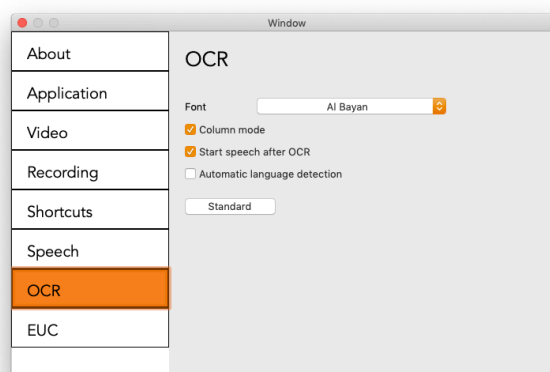 Window
About
Application
Video
Recording
Shortcuts
Speech
OCR
EUC
OCR
Font Al Bayan
Column mode
Start speech after OCR
Automatic language detection
Standard